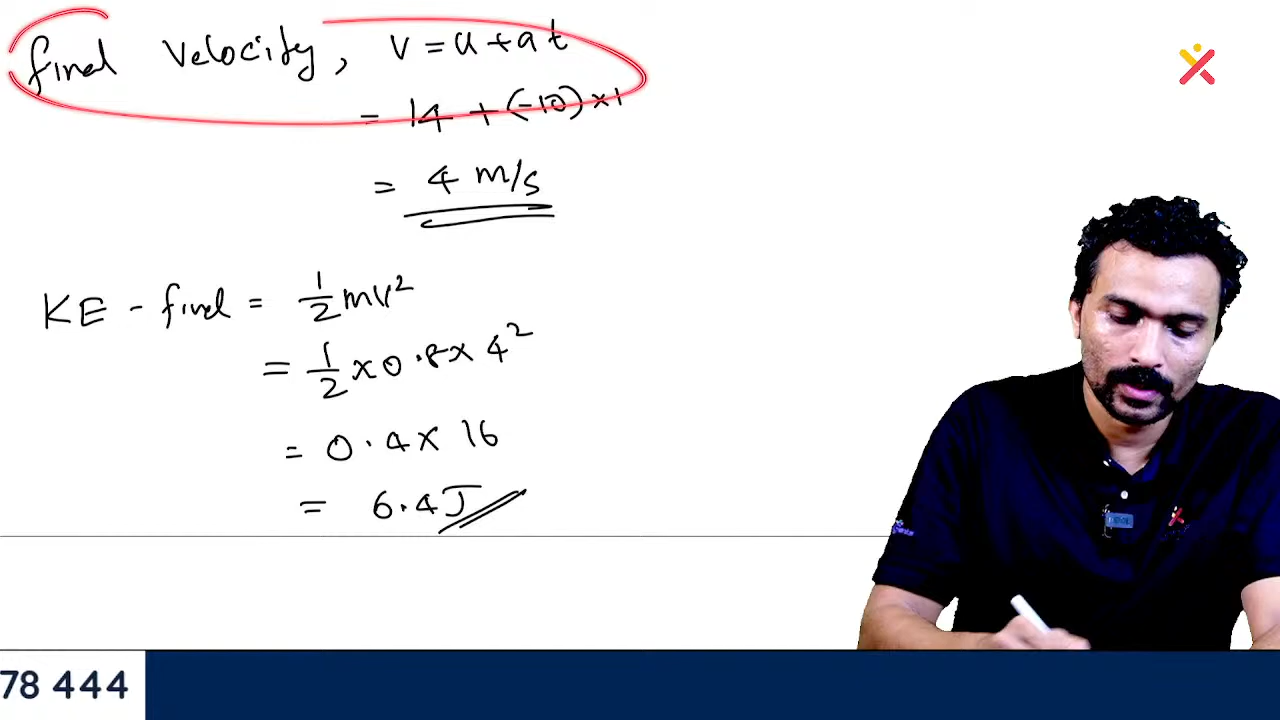 final Velocity, v = u + at
= 14 + (-10) × 1
= 4 m/s
KE - final = 1/2 mv²
= 1/2 × 0.8 × 4²
= 0.4 × 16
= 6.4 J
78 444